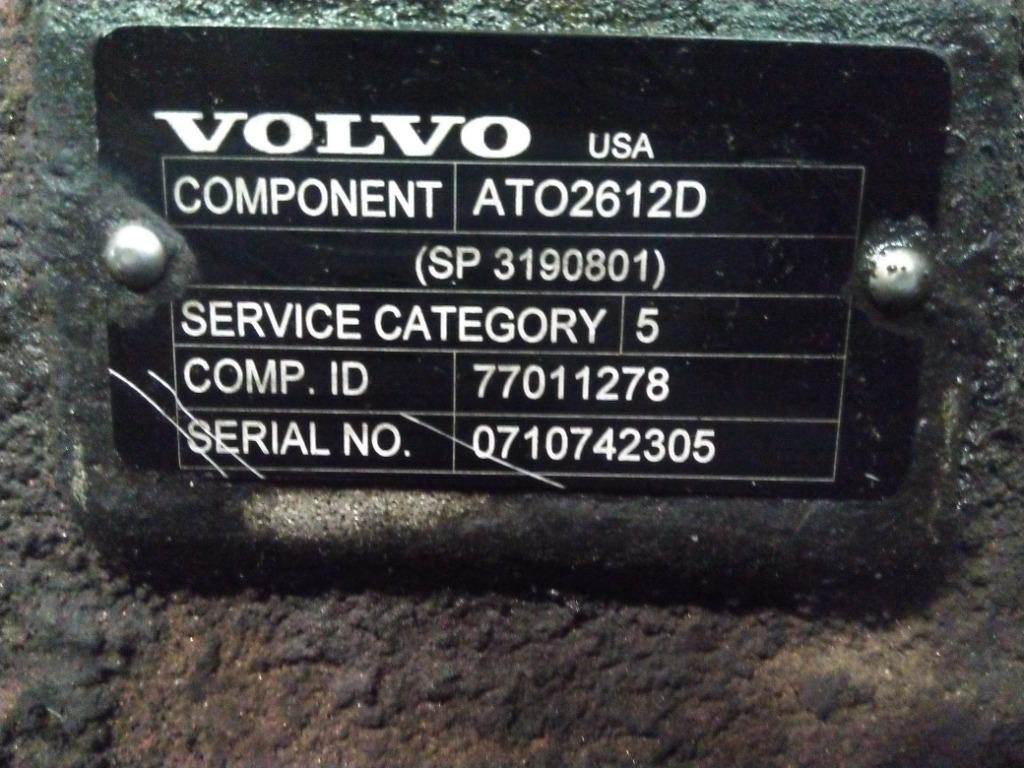 VOLVO USA
COMPONENT ATO2612D
(SP 3190801)
SERVICE CATEGORY 5
COMP. ID 77011278
SERIAL NO. 0710742305